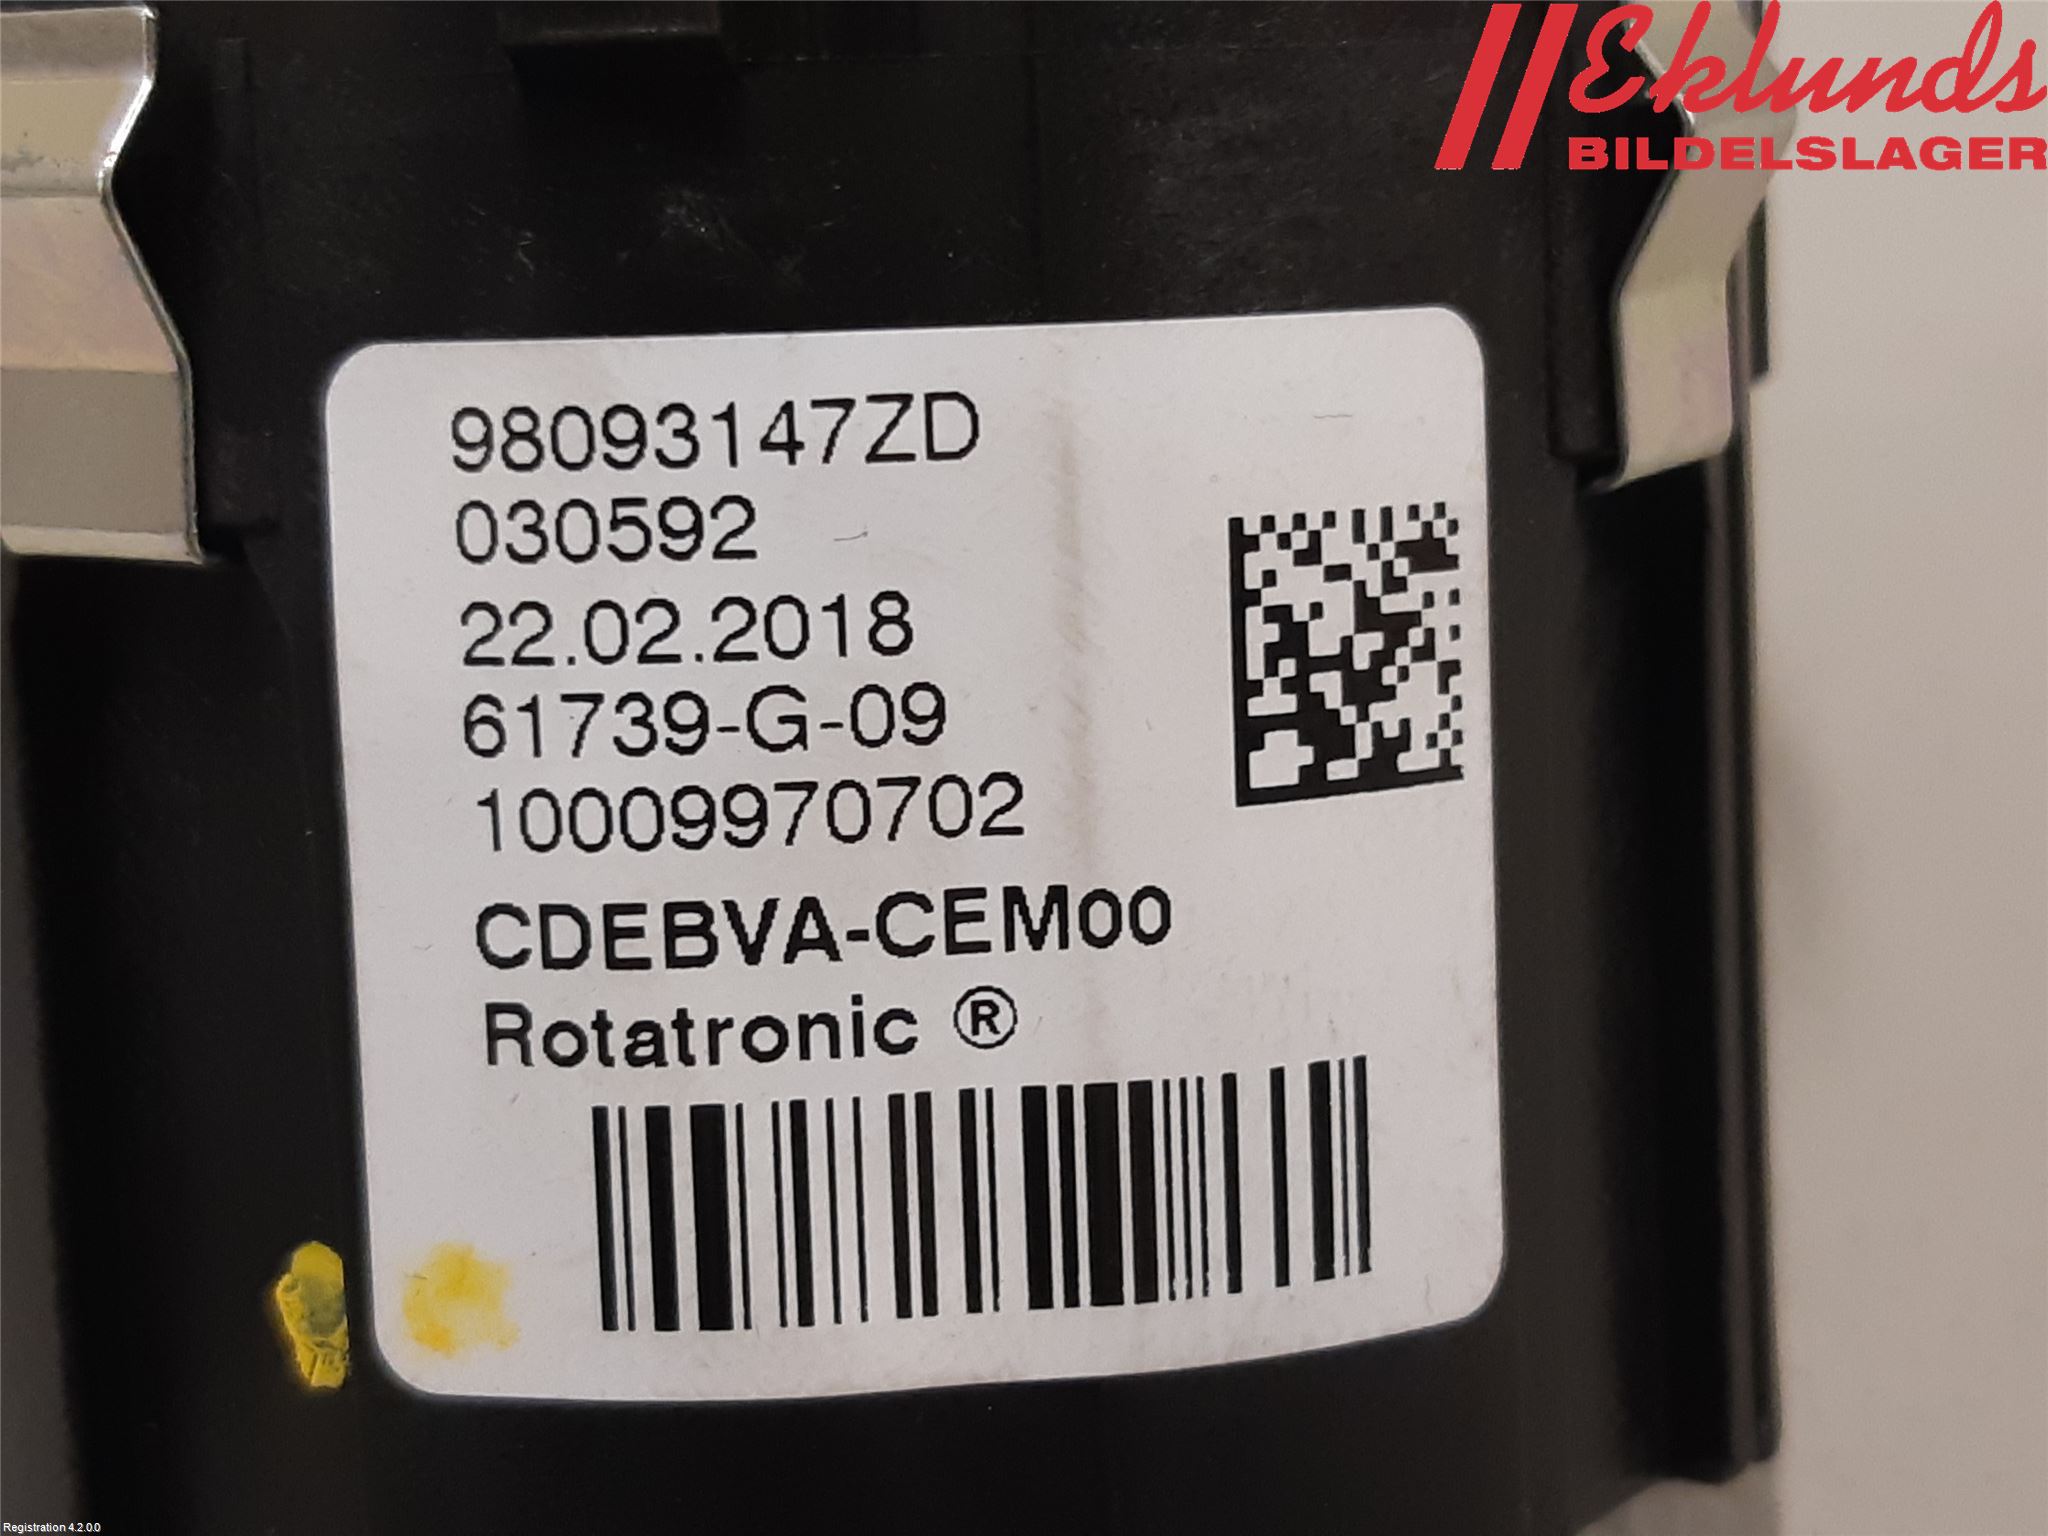 Eklunds
BILDELSLAGER
98093147ZD
030592
22.02.2018
61739-G-09
10009970702
CDEBVA-CEM00
Rotatronic ®
Registration 4.2.0.0